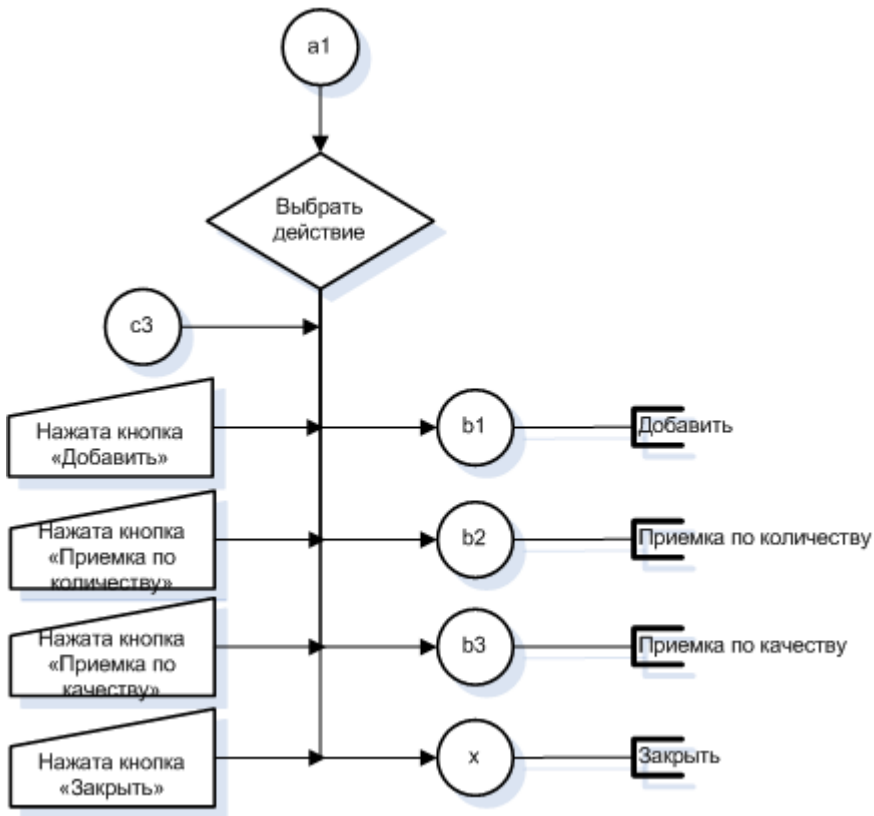 a1
Выбрать
действие
c3
Нажата кнопка
«Добавить»
b1
Добавить
Нажата кнопка
«Приемка по
количеству»
b2
Приемка по количеству
Нажата кнопка
«Приемка по
качеству»
b3
Приемка по качеству
Нажата кнопка
«Закрыть»
x
Закрыть